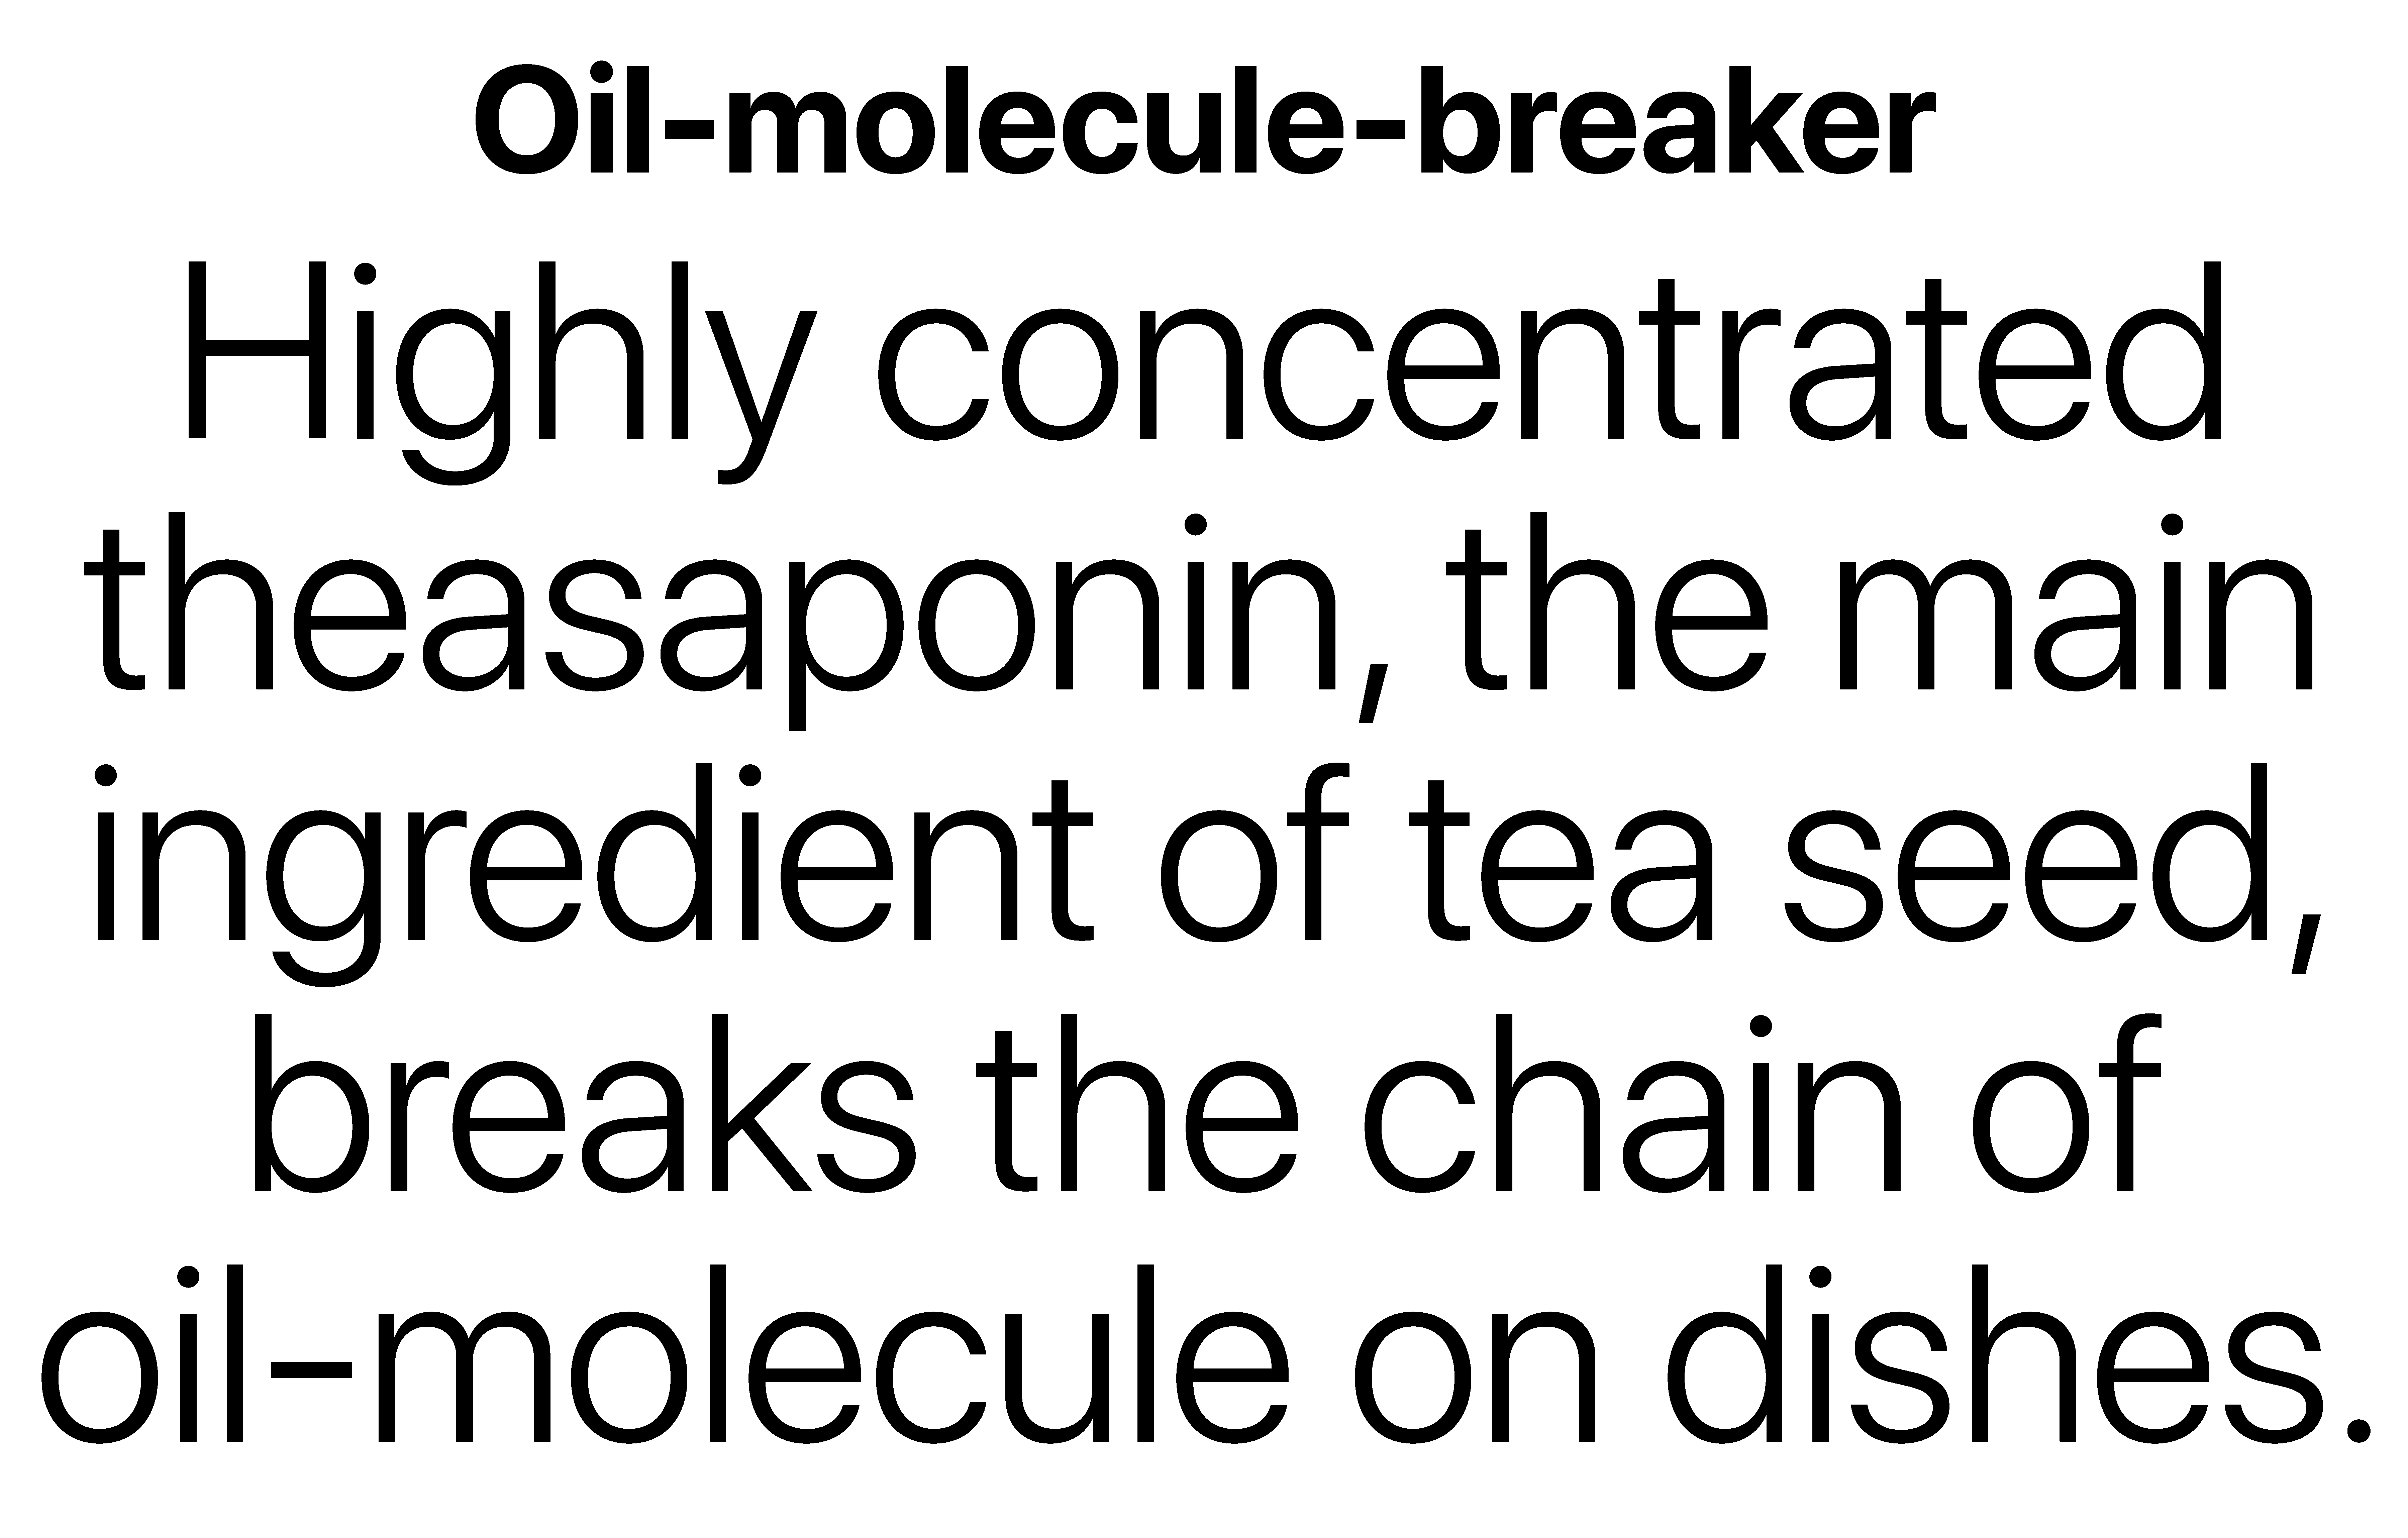 Oil-molecule-breaker
Highly concentrated
theasaponin, the main
ingredient of tea seed,
breaks the chain of
oil-molecule on dishes.